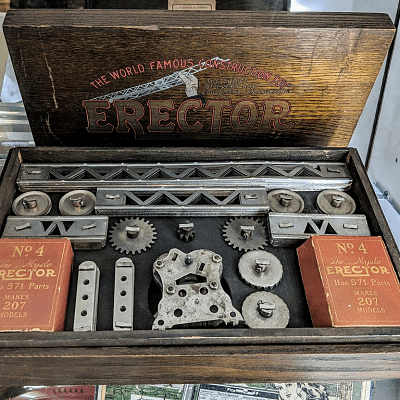 THE WORLD FAMOUS CONSTRUCTION TOY
ERECTOR
No 4
The Mysto
ERECTOR
Has 571 Parts
MAKES
207
MODELS
No 4
The Mysto
ERECTOR
Has 571 Parts
MAKES
207
MODELS